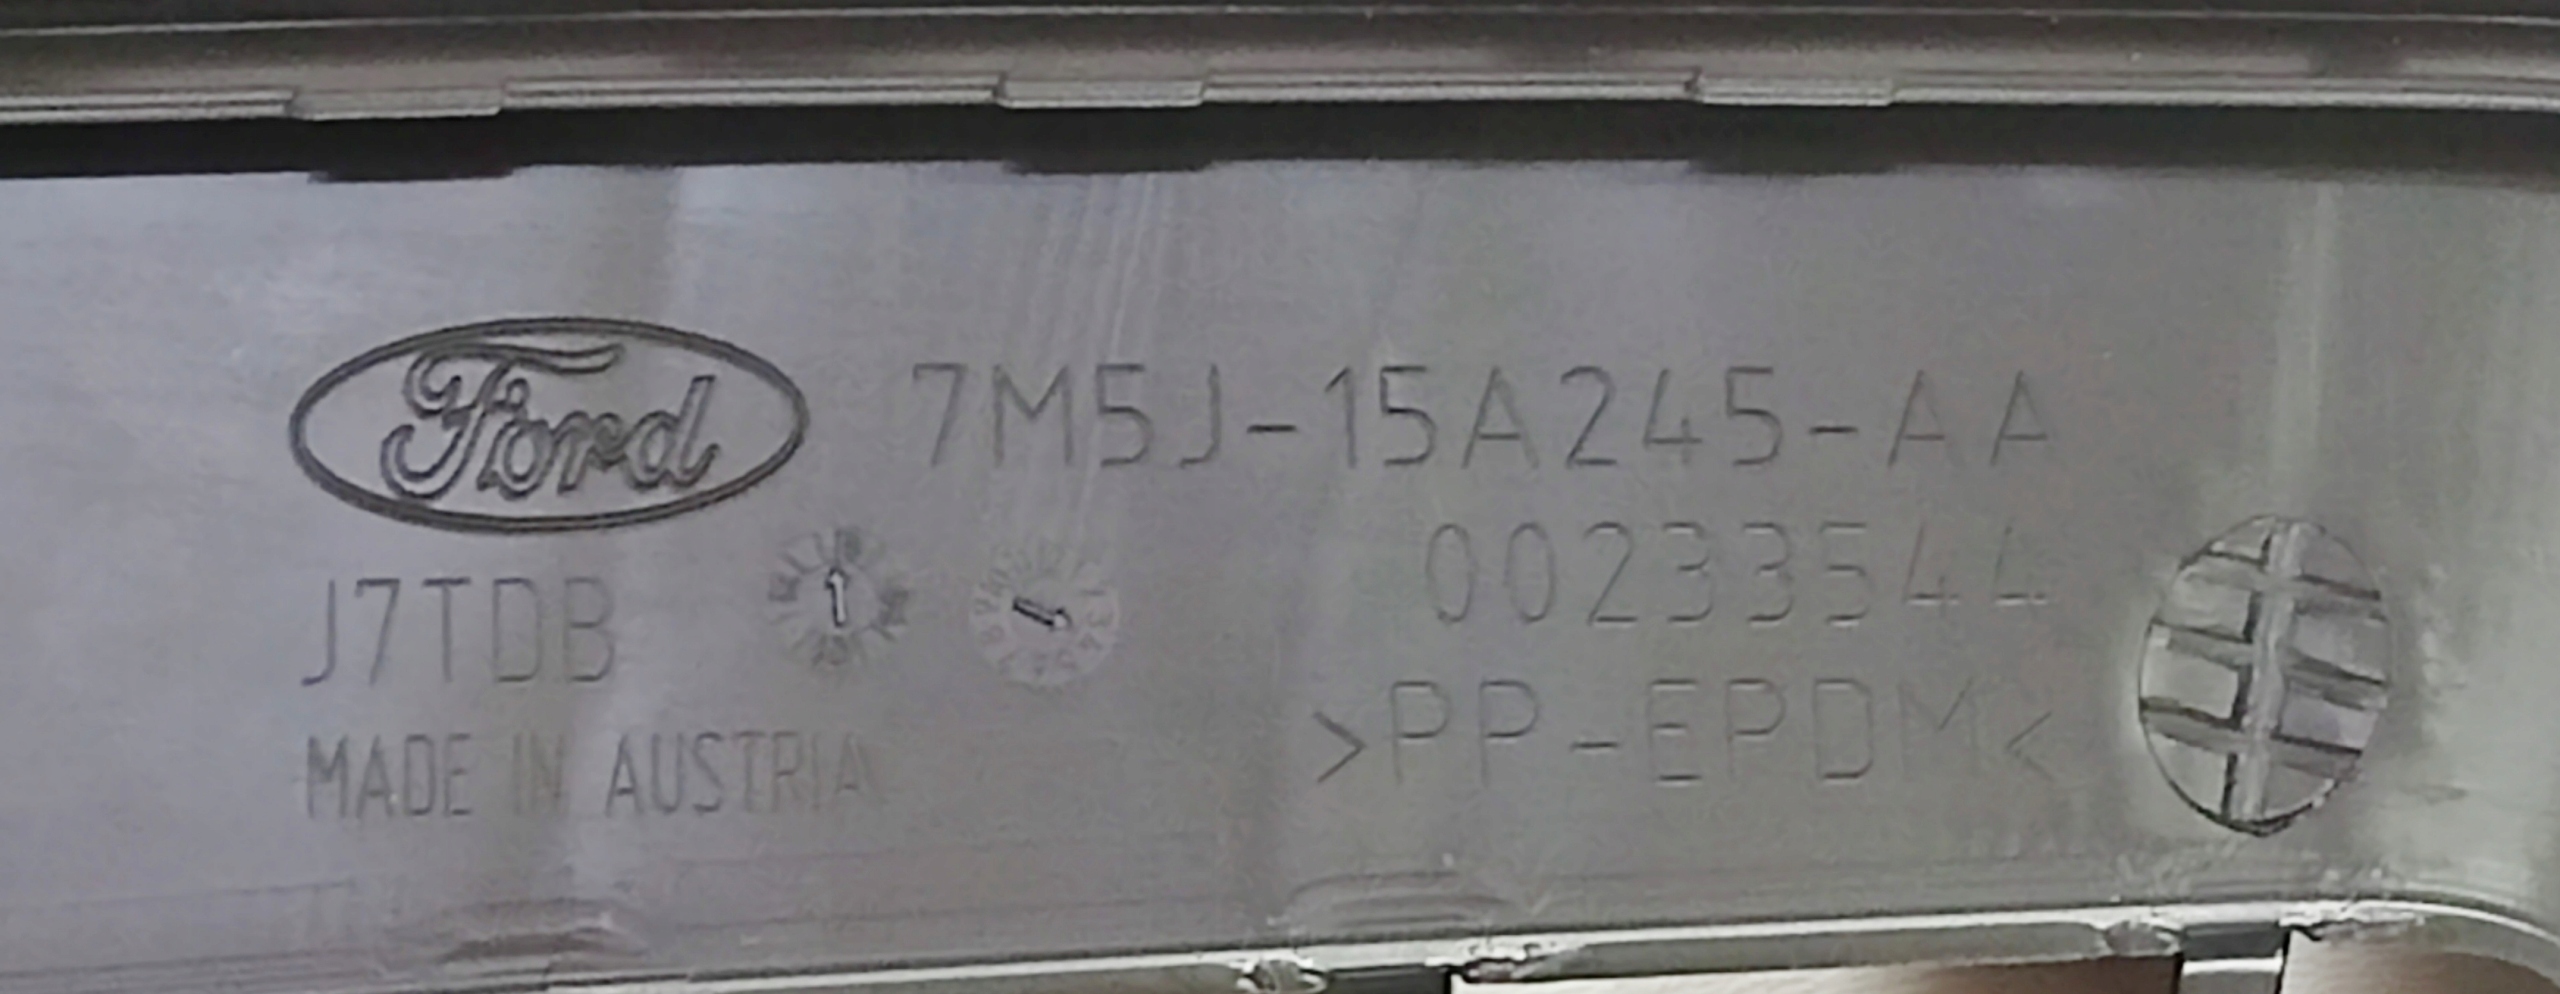 Ford 7M5J-15A245-AA
00233544
J7TDB
>PP-EPDM<
MADE IN AUSTRIA